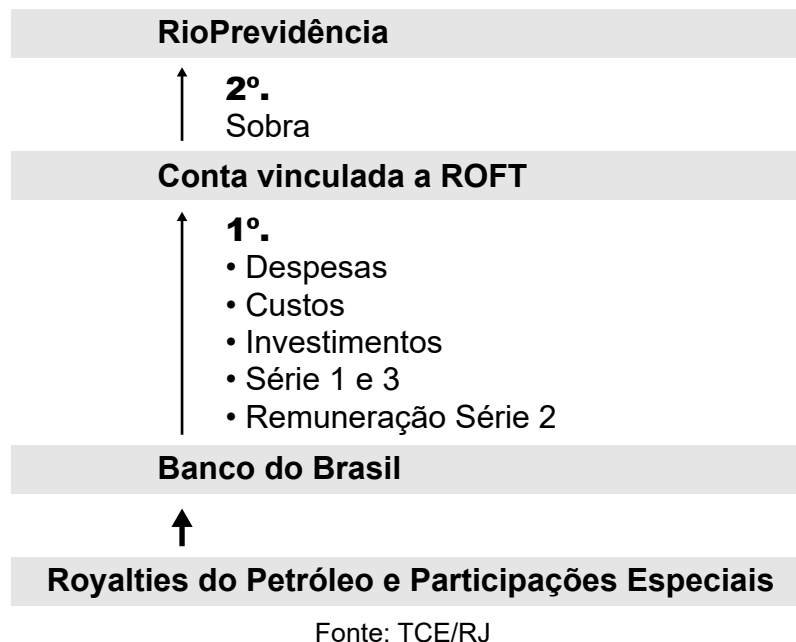 RioPrevidência
2º.
Sobra
Conta vinculada a ROFT
1º.
• Despesas
• Custos
• Investimentos
• Série 1 e 3
• Remuneração Série 2
Banco do Brasil
Royalties do Petróleo e Participações Especiais
Fonte: TCE/RJ